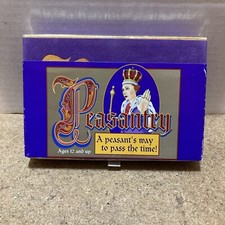 Peasantry
A peasant's way
to pass the time!
Ages 12 and up